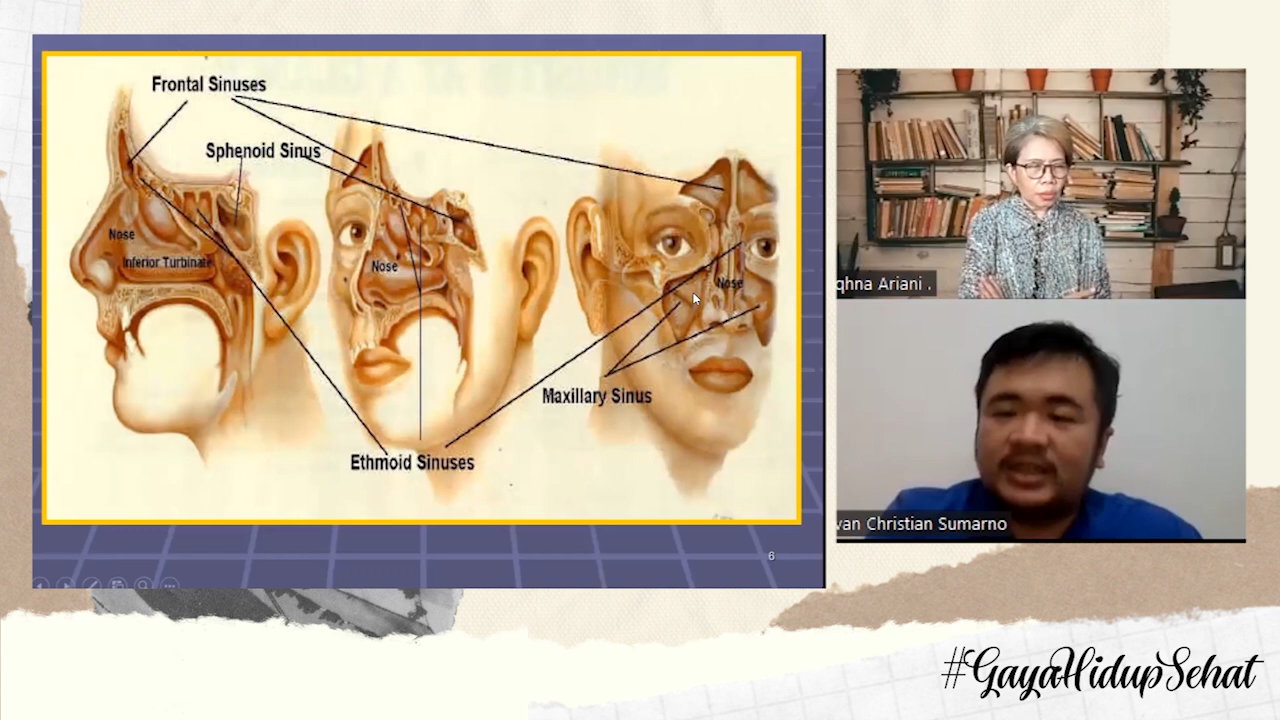 Frontal Sinuses
Sphenoid Sinus
Nose
Inferior Turbinate
Nose
Nose
Maxillary Sinus
Ethmoid Sinuses
6
qhna Ariani .
van Christian Sumarno
#GayaHidupSehat